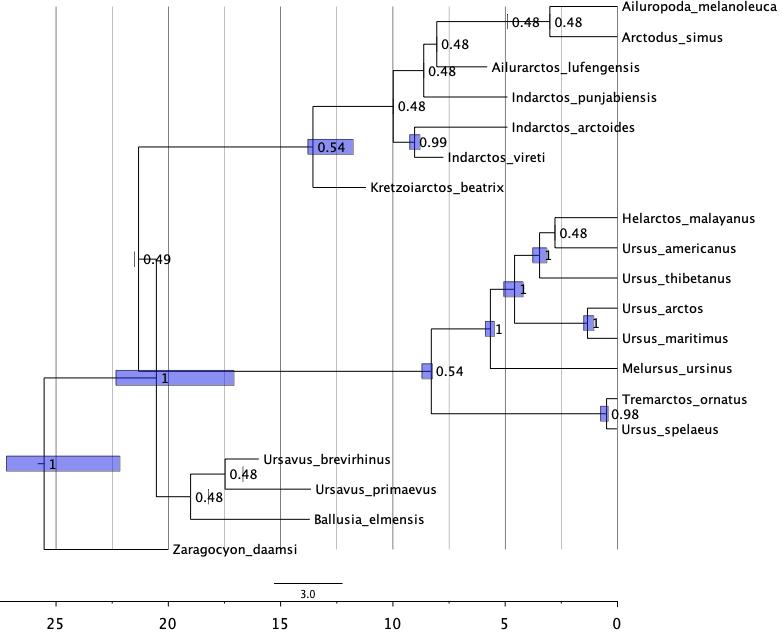 Ailuropoda_melanoleuca
0.48 0.48
Arctodus_simus
0.48
Ailurarctos_lufengensis
0.48
Indarctos_punjabiensis
0.48
Indarctos_arctoides
0.99
0.54
Indarctos_vireti
Kretzoiarctos_beatrix
Helarctos_malayanus
0.48
Ursus_americanus
1
0.49
Ursus_thibetanus
1
Ursus_arctos
1
1
Ursus_maritimus
Melursus_ursinus
0.54
1
Tremarctos_ornatus
0.98
Ursus_spelaeus
Ursavus_brevirhinus
1
0.48
Ursavus_primaevus
0.48
Ballusia_elmensis
Zaragocyon_daamsi
3.0
25 20 15 10 5 0